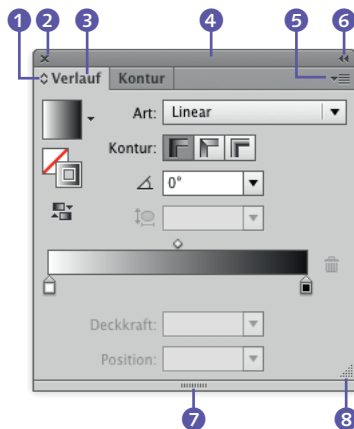 1 2 3 4 5 6
Verlauf Kontur
Art: Linear
Kontur:
0°
Deckkraft:
Position:
7 8